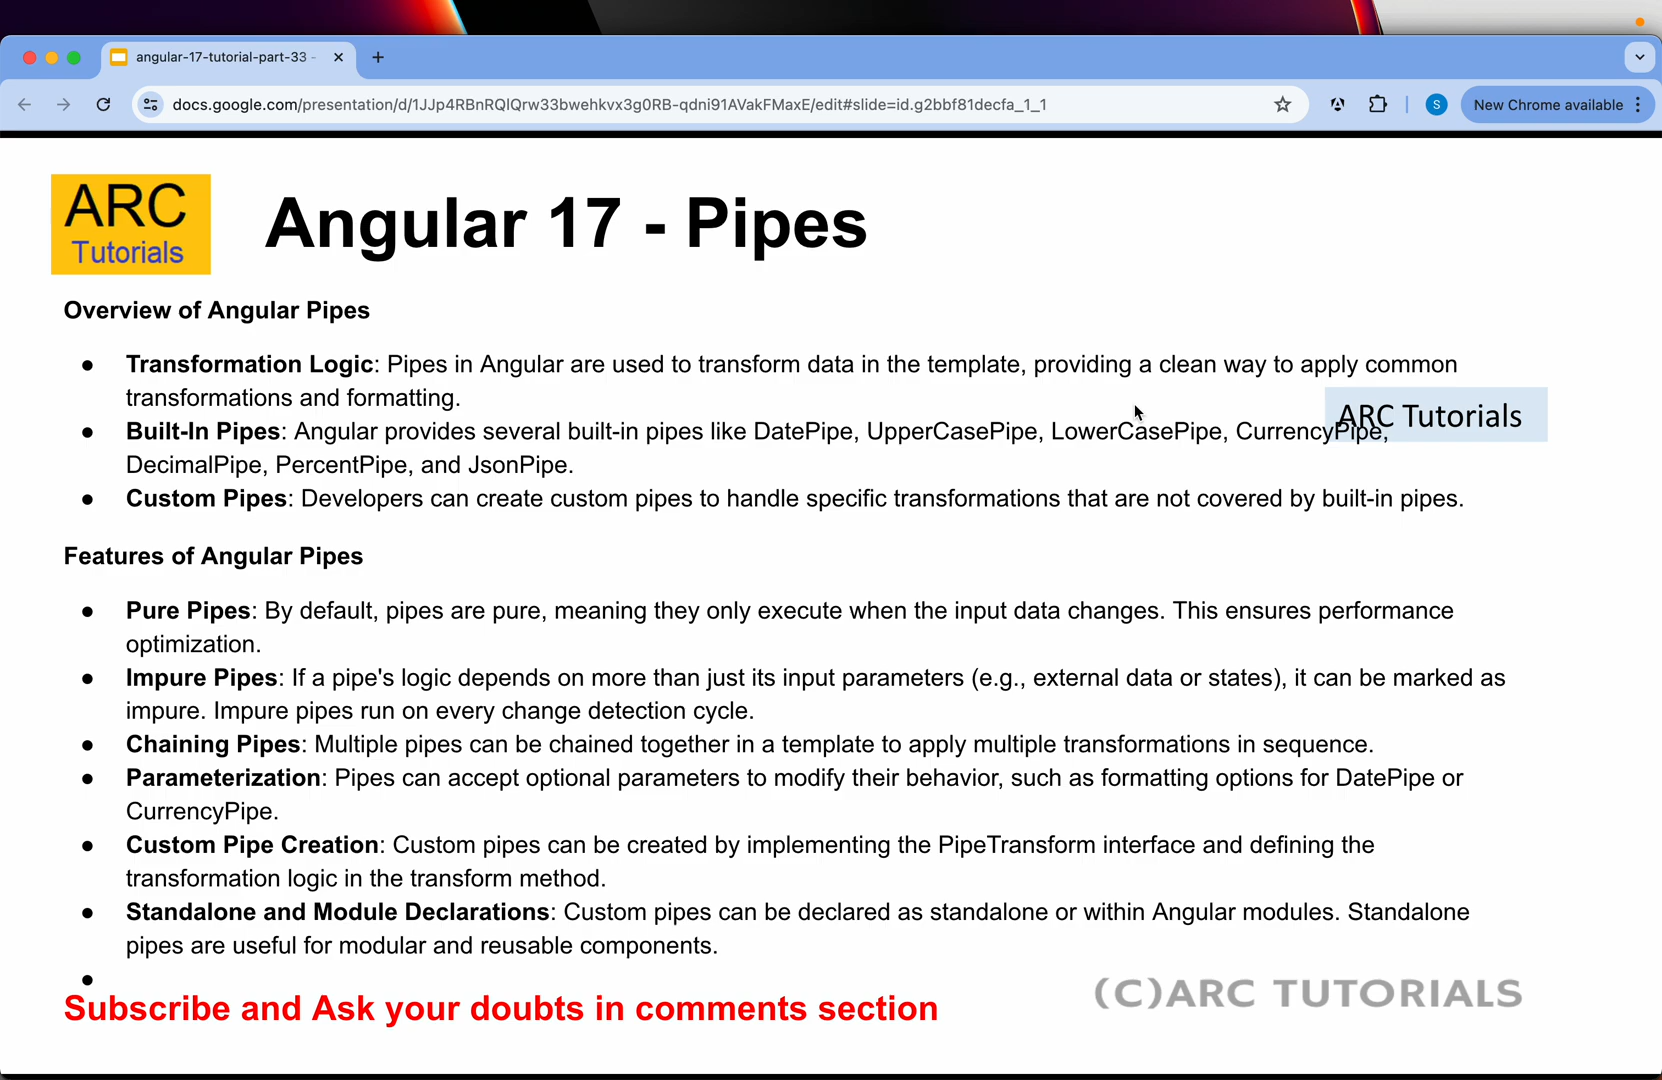 angular-17-tutorial-part-33 -
docs.google.com/presentation/d/1JJp4RBnRQlQrw33bwehkvx3g0RB-qdni91AVakFMaxE/edit#slide=id.g2bbf81decfa_1_1
S
New Chrome available
ARC
Tutorials
Angular 17 - Pipes
Overview of Angular Pipes
● Transformation Logic: Pipes in Angular are used to transform data in the template, providing a clean way to apply common
transformations and formatting.
ARC Tutorials
● Built-In Pipes: Angular provides several built-in pipes like DatePipe, UpperCasePipe, LowerCasePipe, CurrencyPipe,
DecimalPipe, PercentPipe, and JsonPipe.
● Custom Pipes: Developers can create custom pipes to handle specific transformations that are not covered by built-in pipes.
Features of Angular Pipes
● Pure Pipes: By default, pipes are pure, meaning they only execute when the input data changes. This ensures performance
optimization.
● Impure Pipes: If a pipe's logic depends on more than just its input parameters (e.g., external data or states), it can be marked as
impure. Impure pipes run on every change detection cycle.
● Chaining Pipes: Multiple pipes can be chained together in a template to apply multiple transformations in sequence.
● Parameterization: Pipes can accept optional parameters to modify their behavior, such as formatting options for DatePipe or
CurrencyPipe.
● Custom Pipe Creation: Custom pipes can be created by implementing the PipeTransform interface and defining the
transformation logic in the transform method.
● Standalone and Module Declarations: Custom pipes can be declared as standalone or within Angular modules. Standalone
pipes are useful for modular and reusable components.
●
(C)ARC TUTORIALS
Subscribe and Ask your doubts in comments section